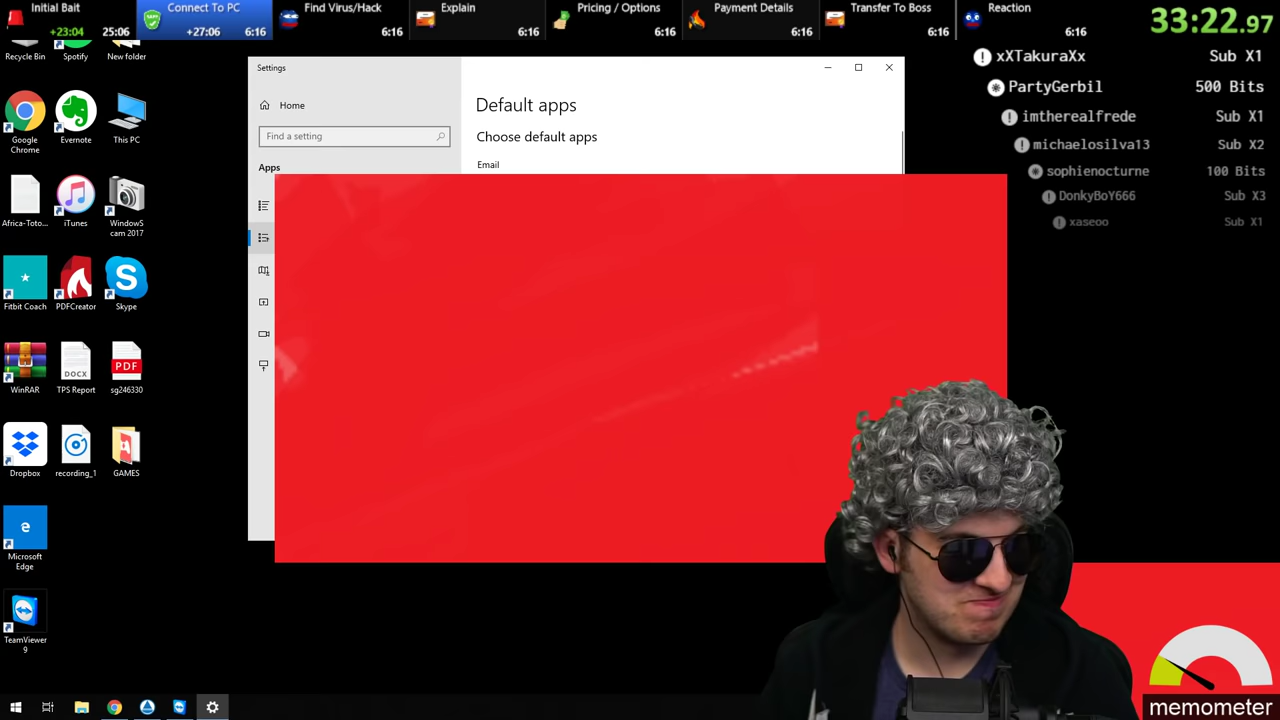 Initial Bait
+23:04 25:06
Connect To PC
+27:06 6:16
Find Virus/Hack
6:16
Explain
6:16
Pricing / Options
6:16
Payment Details
6:16
Transfer To Boss
6:16
Reaction
6:16
33:22.97
xXTakuraXx Sub X1
PartyGerbil 500 Bits
imtherealfrede Sub X1
michaelosilva13 Sub X2
sophienocturne 100 Bits
DonkyBoY666 Sub X3
xaseoo Sub X1
Recycle Bin
Spotify
New folder
Google Chrome
Evernote
This PC
Africa-Toto...
iTunes
WindowS
cam 2017
Fitbit Coach
PDFCreator
Skype
WinRAR
DOCX
TPS Report
PDF
sg246330
Dropbox
recording_1
GAMES
Microsoft
Edge
TeamViewer
9
Settings
Home
Find a setting
Apps
Default apps
Choose default apps
Email
memometer